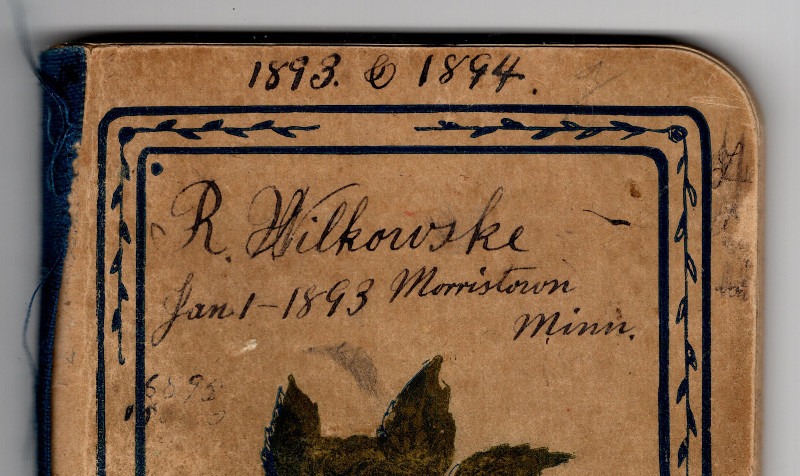 1893. & 1894.
R. Wilkowske
Jan. 1-1893 Morristown
Minn.